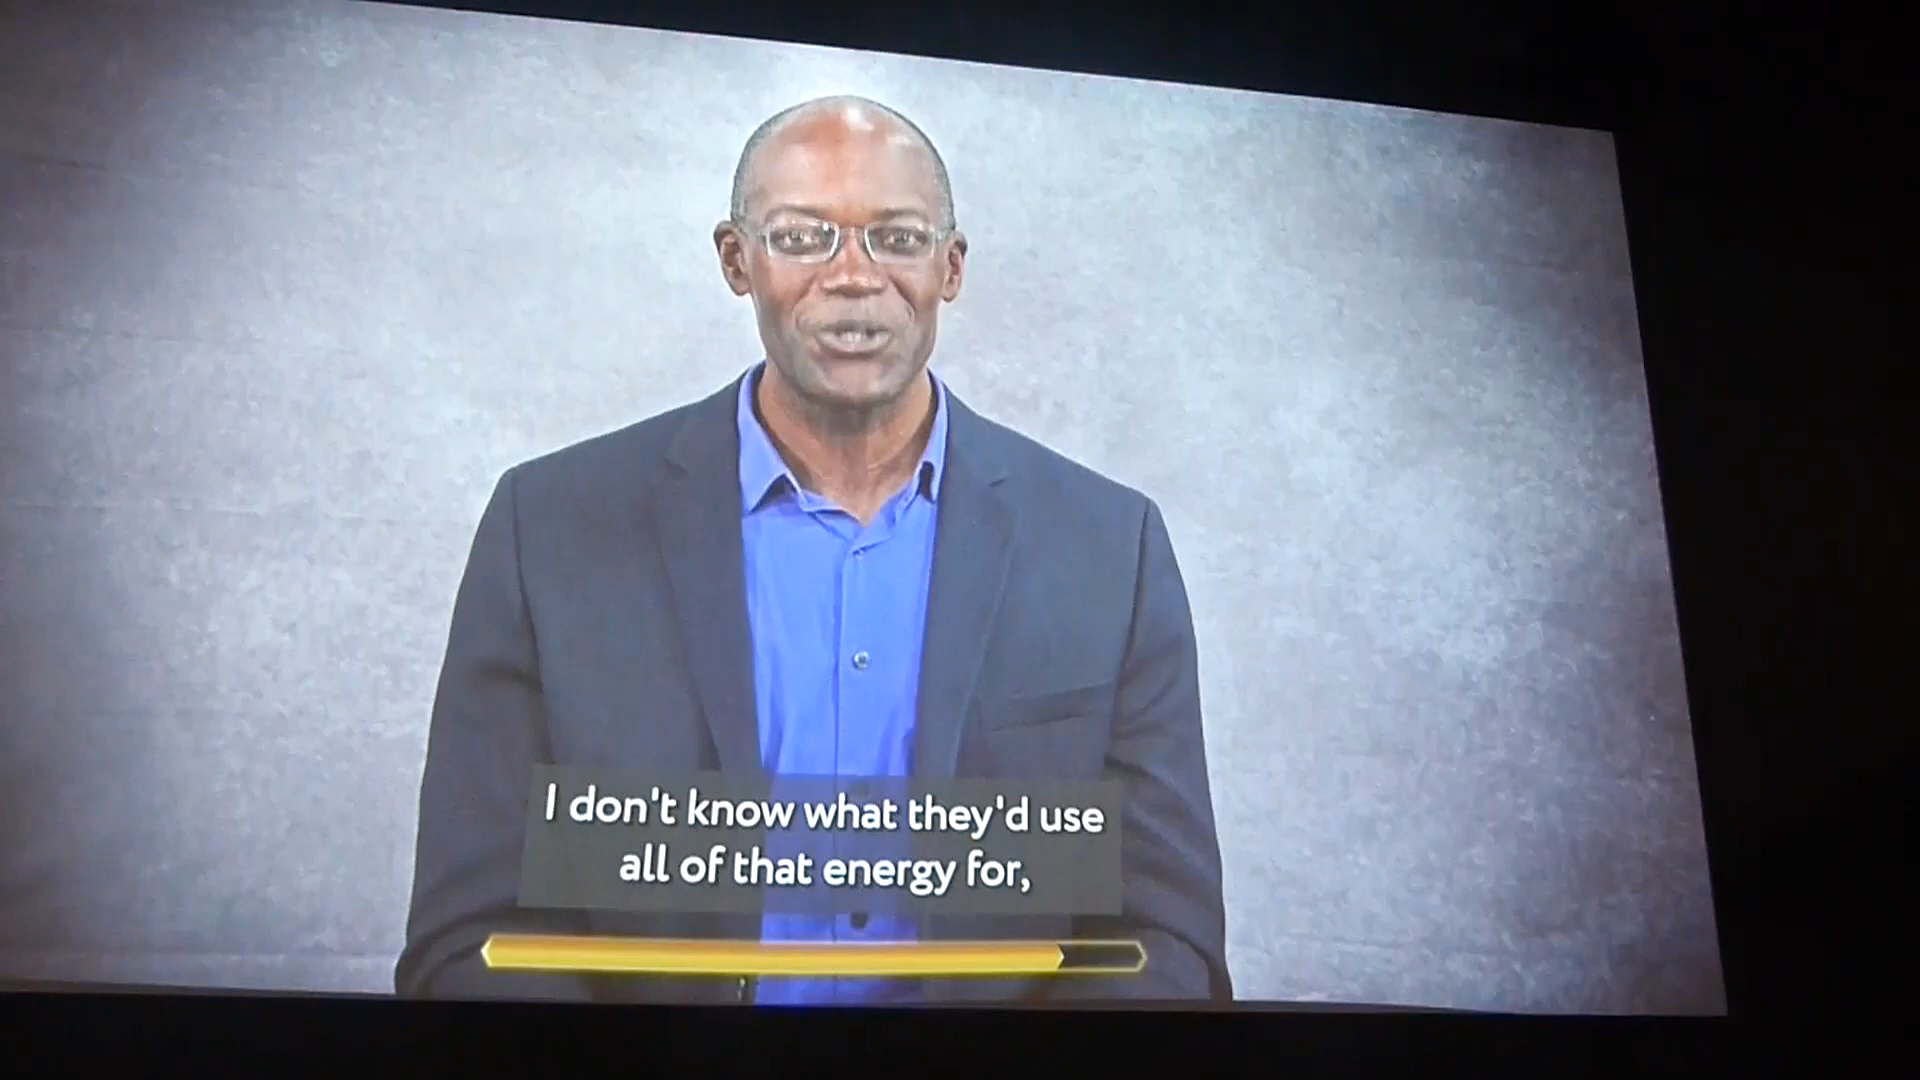 I don't know what they'd use
all of that energy for,